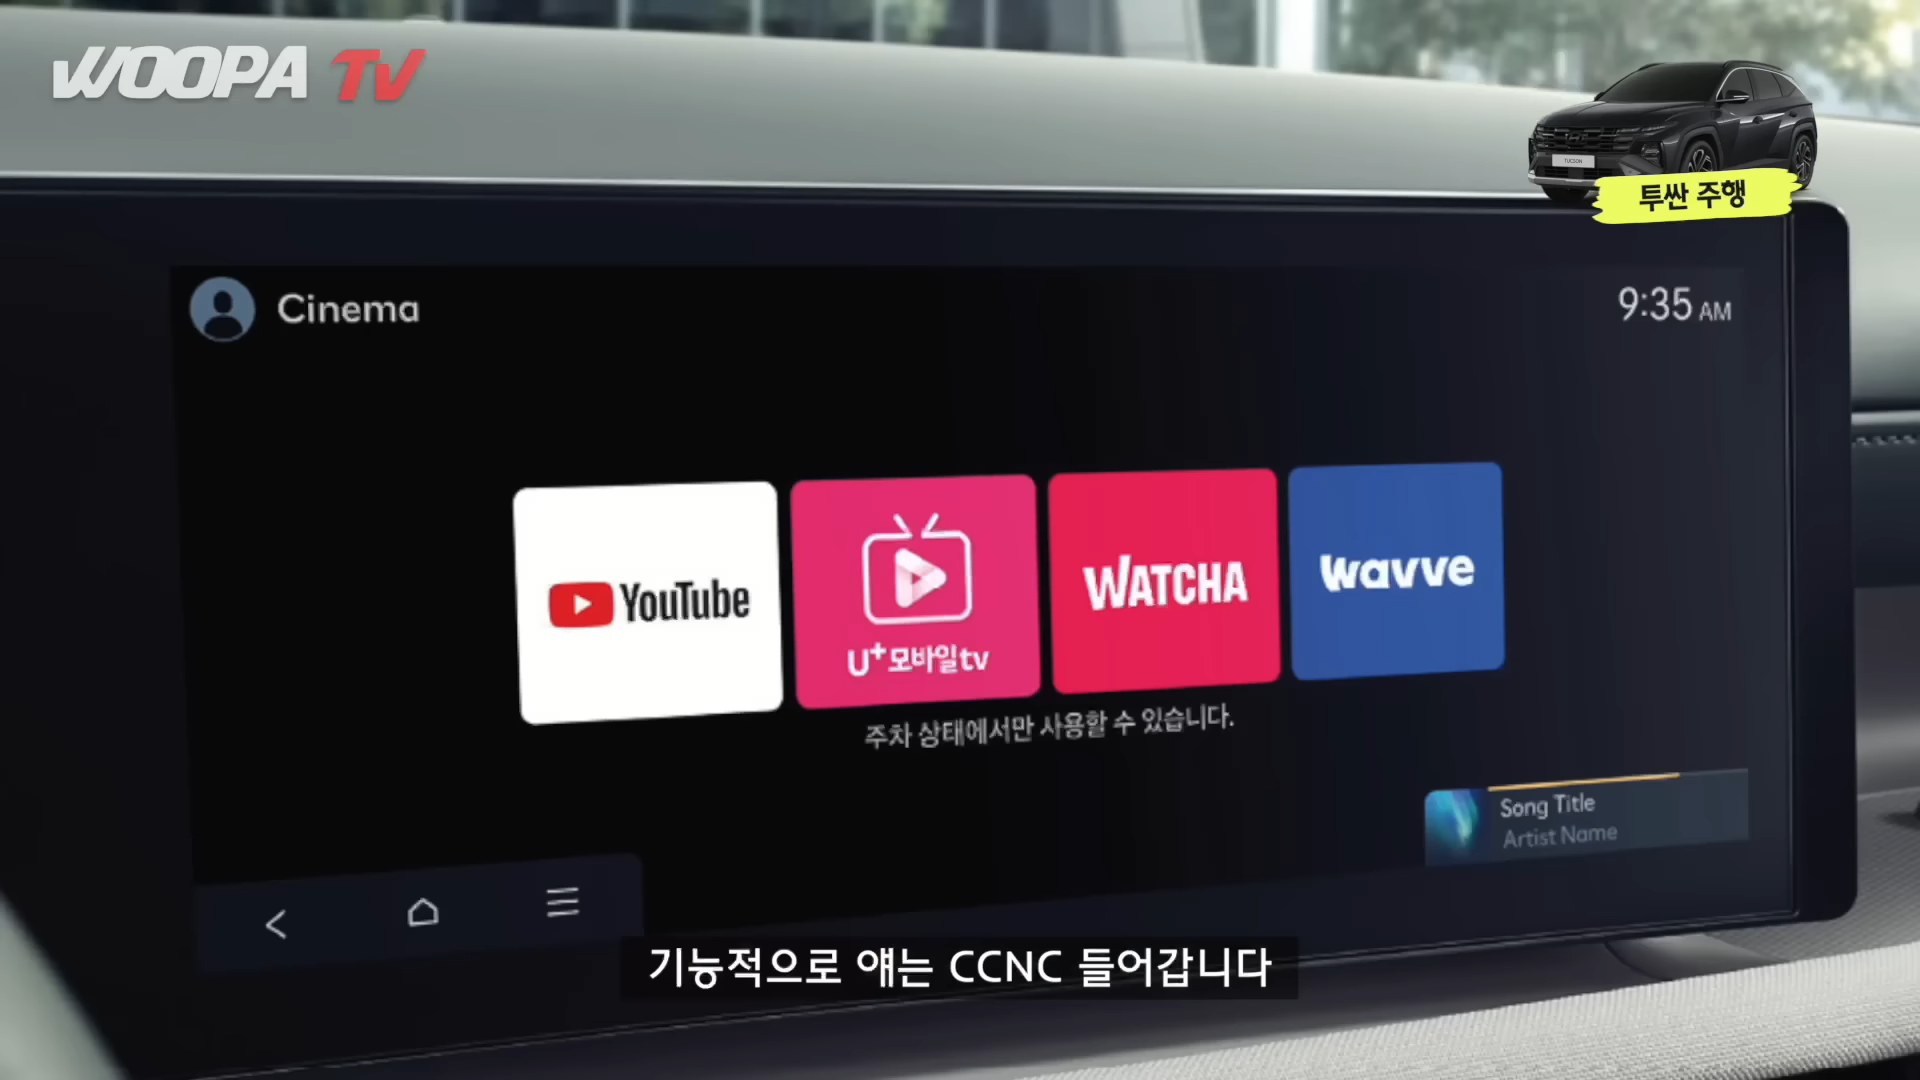 WOOPA TV
TUCSON
투싼 주행
Cinema
9:35 AM
YouTube
U+모바일tv
WATCHA
wavve
주차 상태에서만 사용할 수 있습니다.
Song Title
Artist Name
기능적으로 얘는 CCNC 들어갑니다